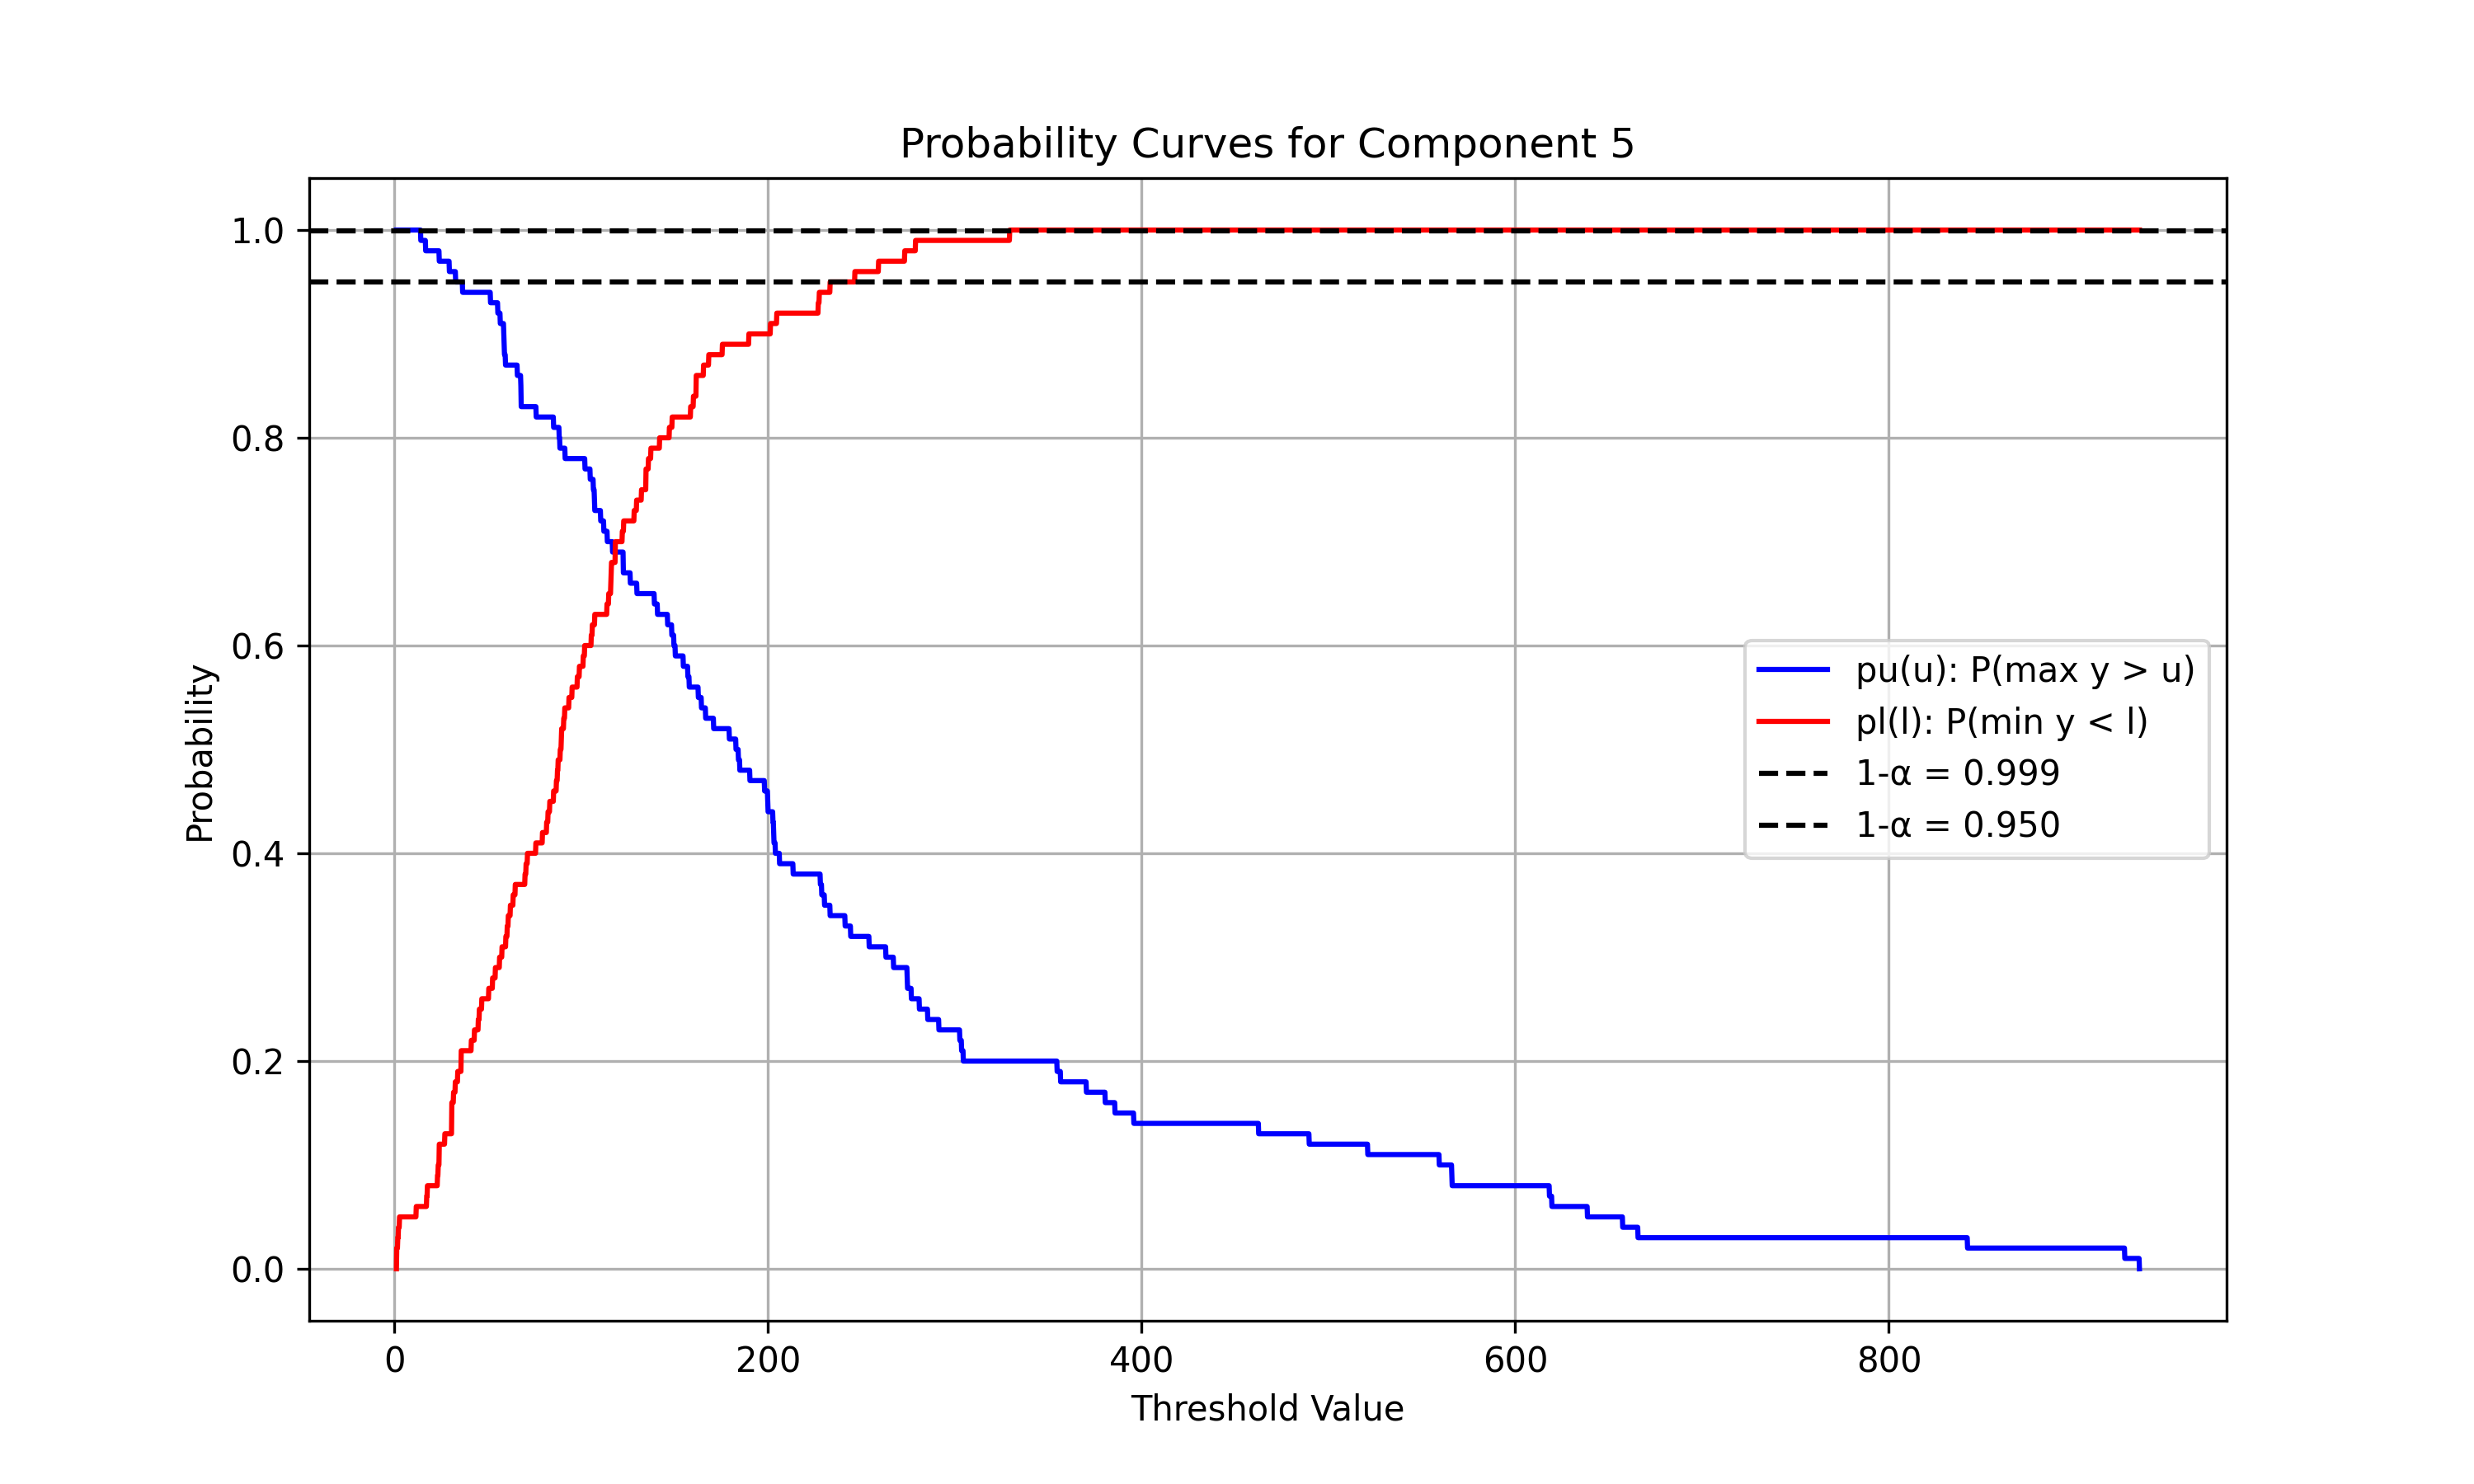 Probability Curves for Component 5
1.0
0.8
0.6
0.4
0.2
0.0
Probability
pu(u): P(max y > u)
pl(l): P(min y < l)
1-α = 0.999
1-α = 0.950
0
200
400
600
800
Threshold Value